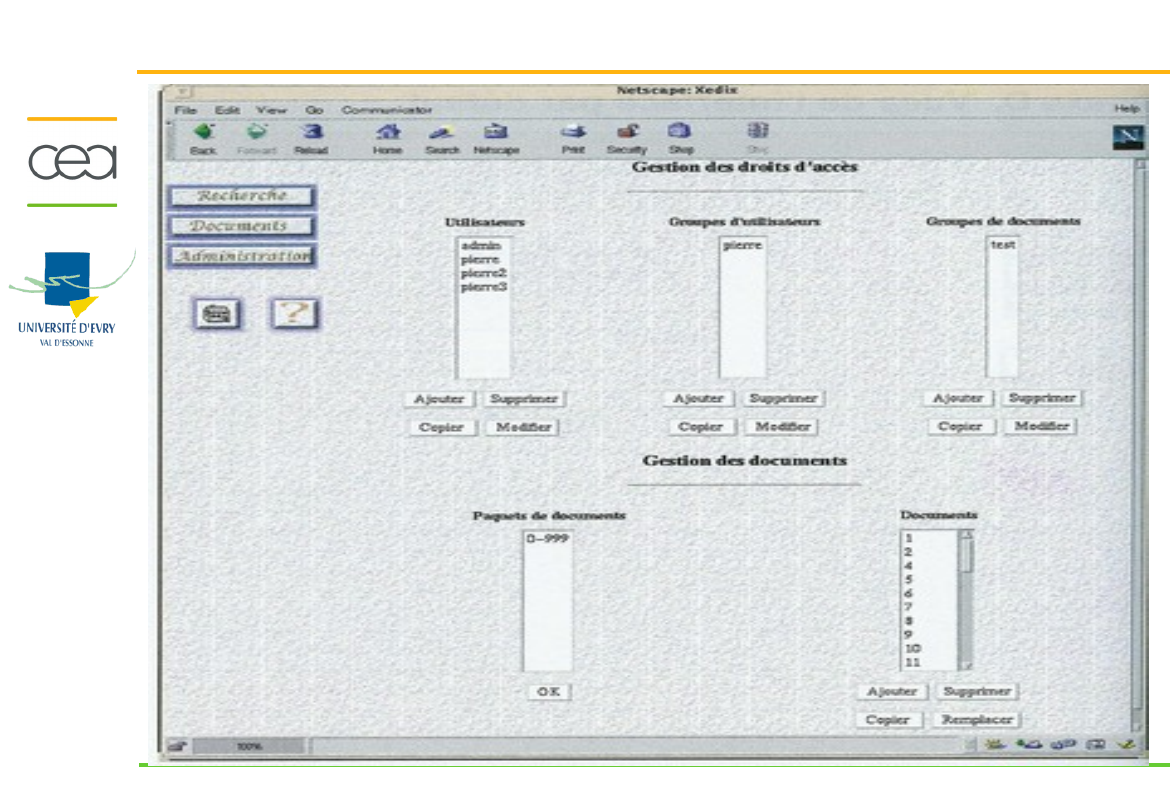 Netscape: Xedix
File Edit View Go Communicator Help
Back Forward Reload Home Search Netscape Print Security Shop Stop
cea
UNIVERSITÉ D'EVRY
VAL D'ESSONNE
Recherche
Documents
Administration
Gestion des droits d'accès
Utilisateurs Groupes d'utilisateurs Groupes de documents
admin pierre test
pierre
pierre2
pierre3
Ajouter Supprimer Ajouter Supprimer Ajouter Supprimer
Copier Modifier Copier Modifier Copier Modifier
Gestion des documents
Paquets de documents Documents
0-999 1
2
4
5
6
7
8
9
10
11
OK Ajouter Supprimer
Copier Remplacer
100%